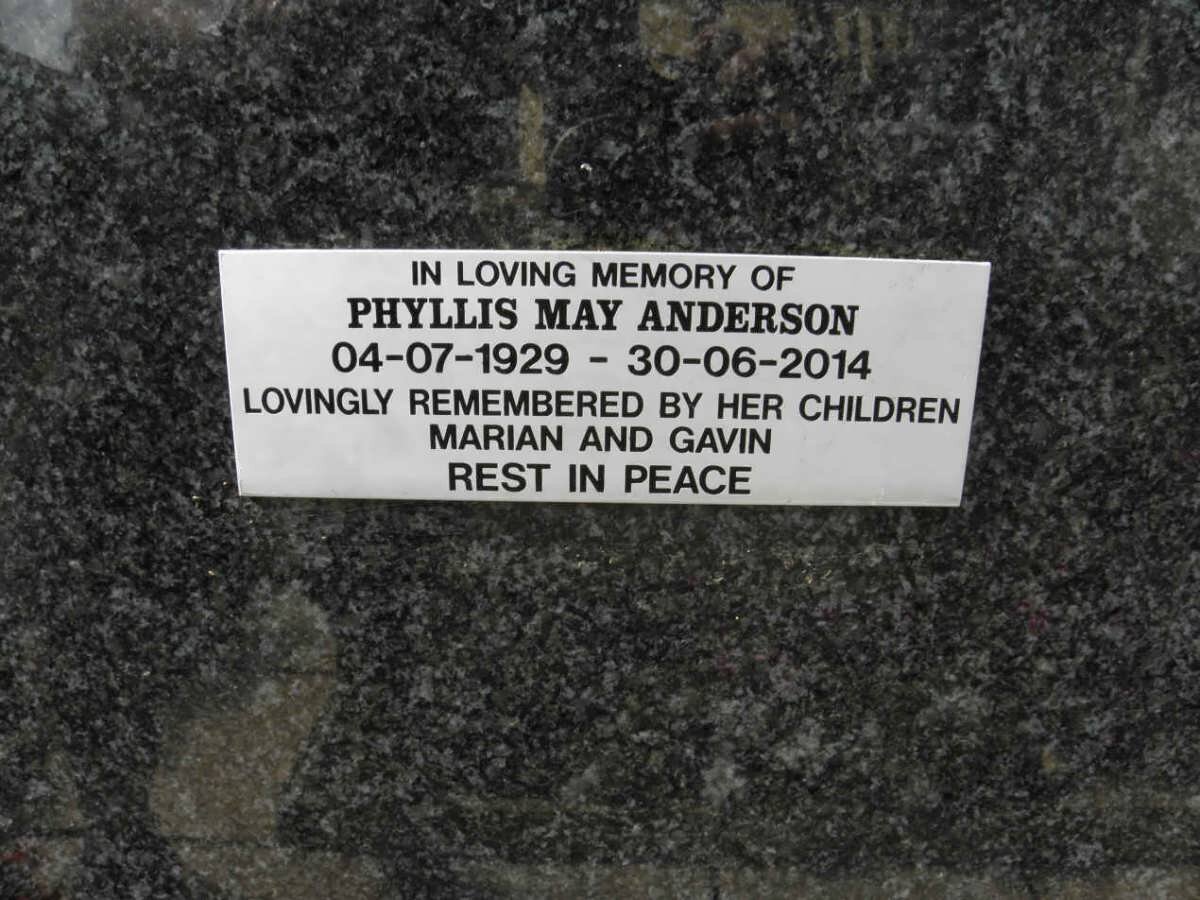 IN LOVING MEMORY OF
PHYLLIS MAY ANDERSON
04-07-1929 - 30-06-2014
LOVINGLY REMEMBERED BY HER CHILDREN
MARIAN AND GAVIN
REST IN PEACE